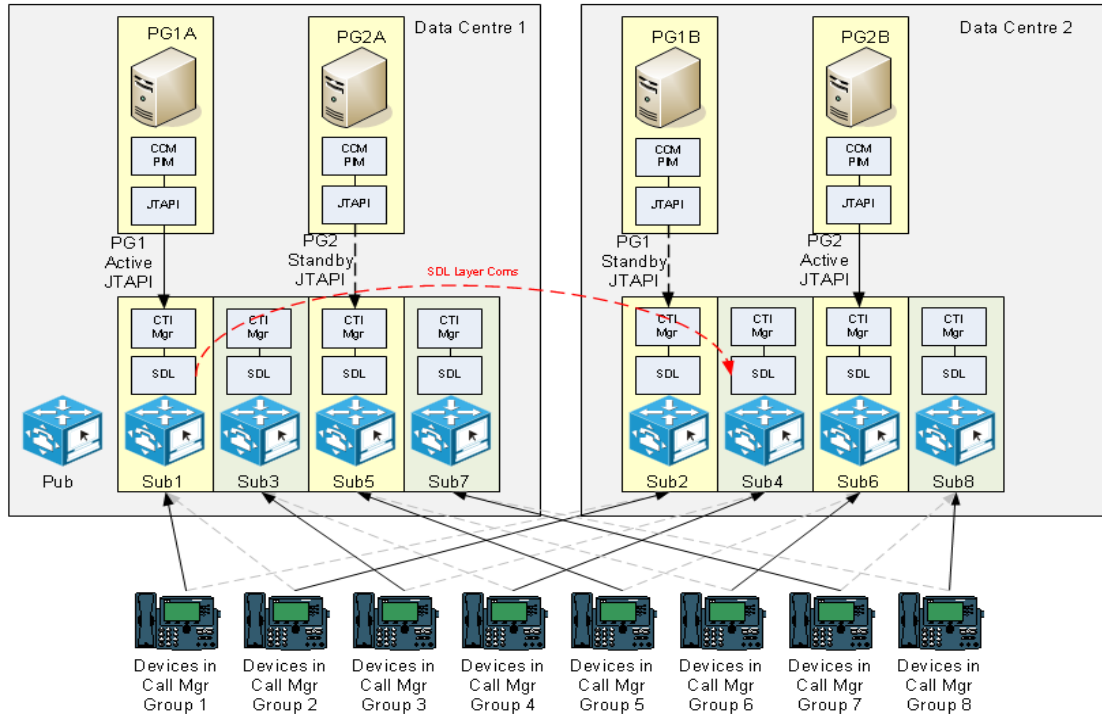 Data Centre 1
PG1A
PG2A
CCM
PIM
JTAPI
CCM
PIM
JTAPI
PG1
Active
JTAPI
PG2
Standby
JTAPI
Data Centre 2
PG1B
PG2B
CCM
PIM
JTAPI
CCM
PIM
JTAPI
PG1
Standby
JTAPI
PG2
Active
JTAPI
SDL Layer Coms
CTI
Mgr
SDL
CTI
Mgr
SDL
CTI
Mgr
SDL
CTI
Mgr
SDL
CTI
Mgr
SDL
CTI
Mgr
SDL
CTI
Mgr
SDL
CTI
Mgr
SDL
Pub
Sub1
Sub3
Sub5
Sub7
Sub2
Sub4
Sub6
Sub8
Devices in
Call Mgr
Group 1
Devices in
Call Mgr
Group 2
Devices in
Call Mgr
Group 3
Devices in
Call Mgr
Group 4
Devices in
Call Mgr
Group 5
Devices in
Call Mgr
Group 6
Devices in
Call Mgr
Group 7
Devices in
Call Mgr
Group 8